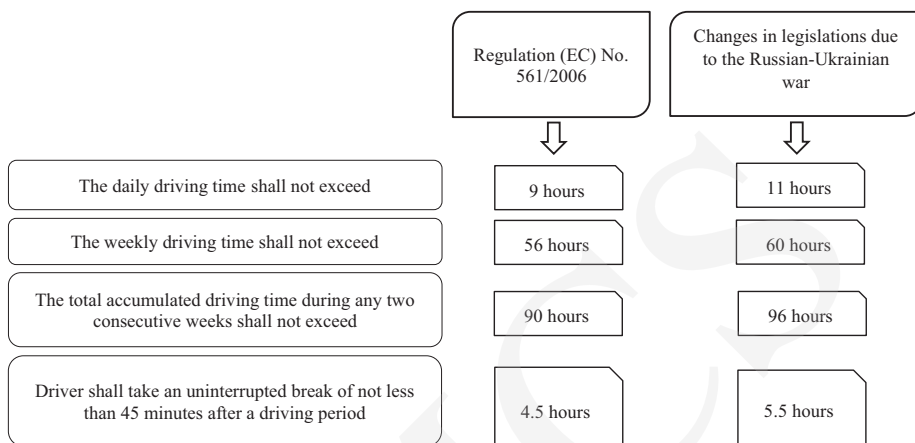 Regulation (EC) No.
561/2006
Changes in legislations due
to the Russian-Ukrainian
war
The daily driving time shall not exceed
9 hours
11 hours
The weekly driving time shall not exceed
56 hours
60 hours
The total accumulated driving time during any two
consecutive weeks shall not exceed
90 hours
96 hours
Driver shall take an uninterrupted break of not less
than 45 minutes after a driving period
4.5 hours
5.5 hours